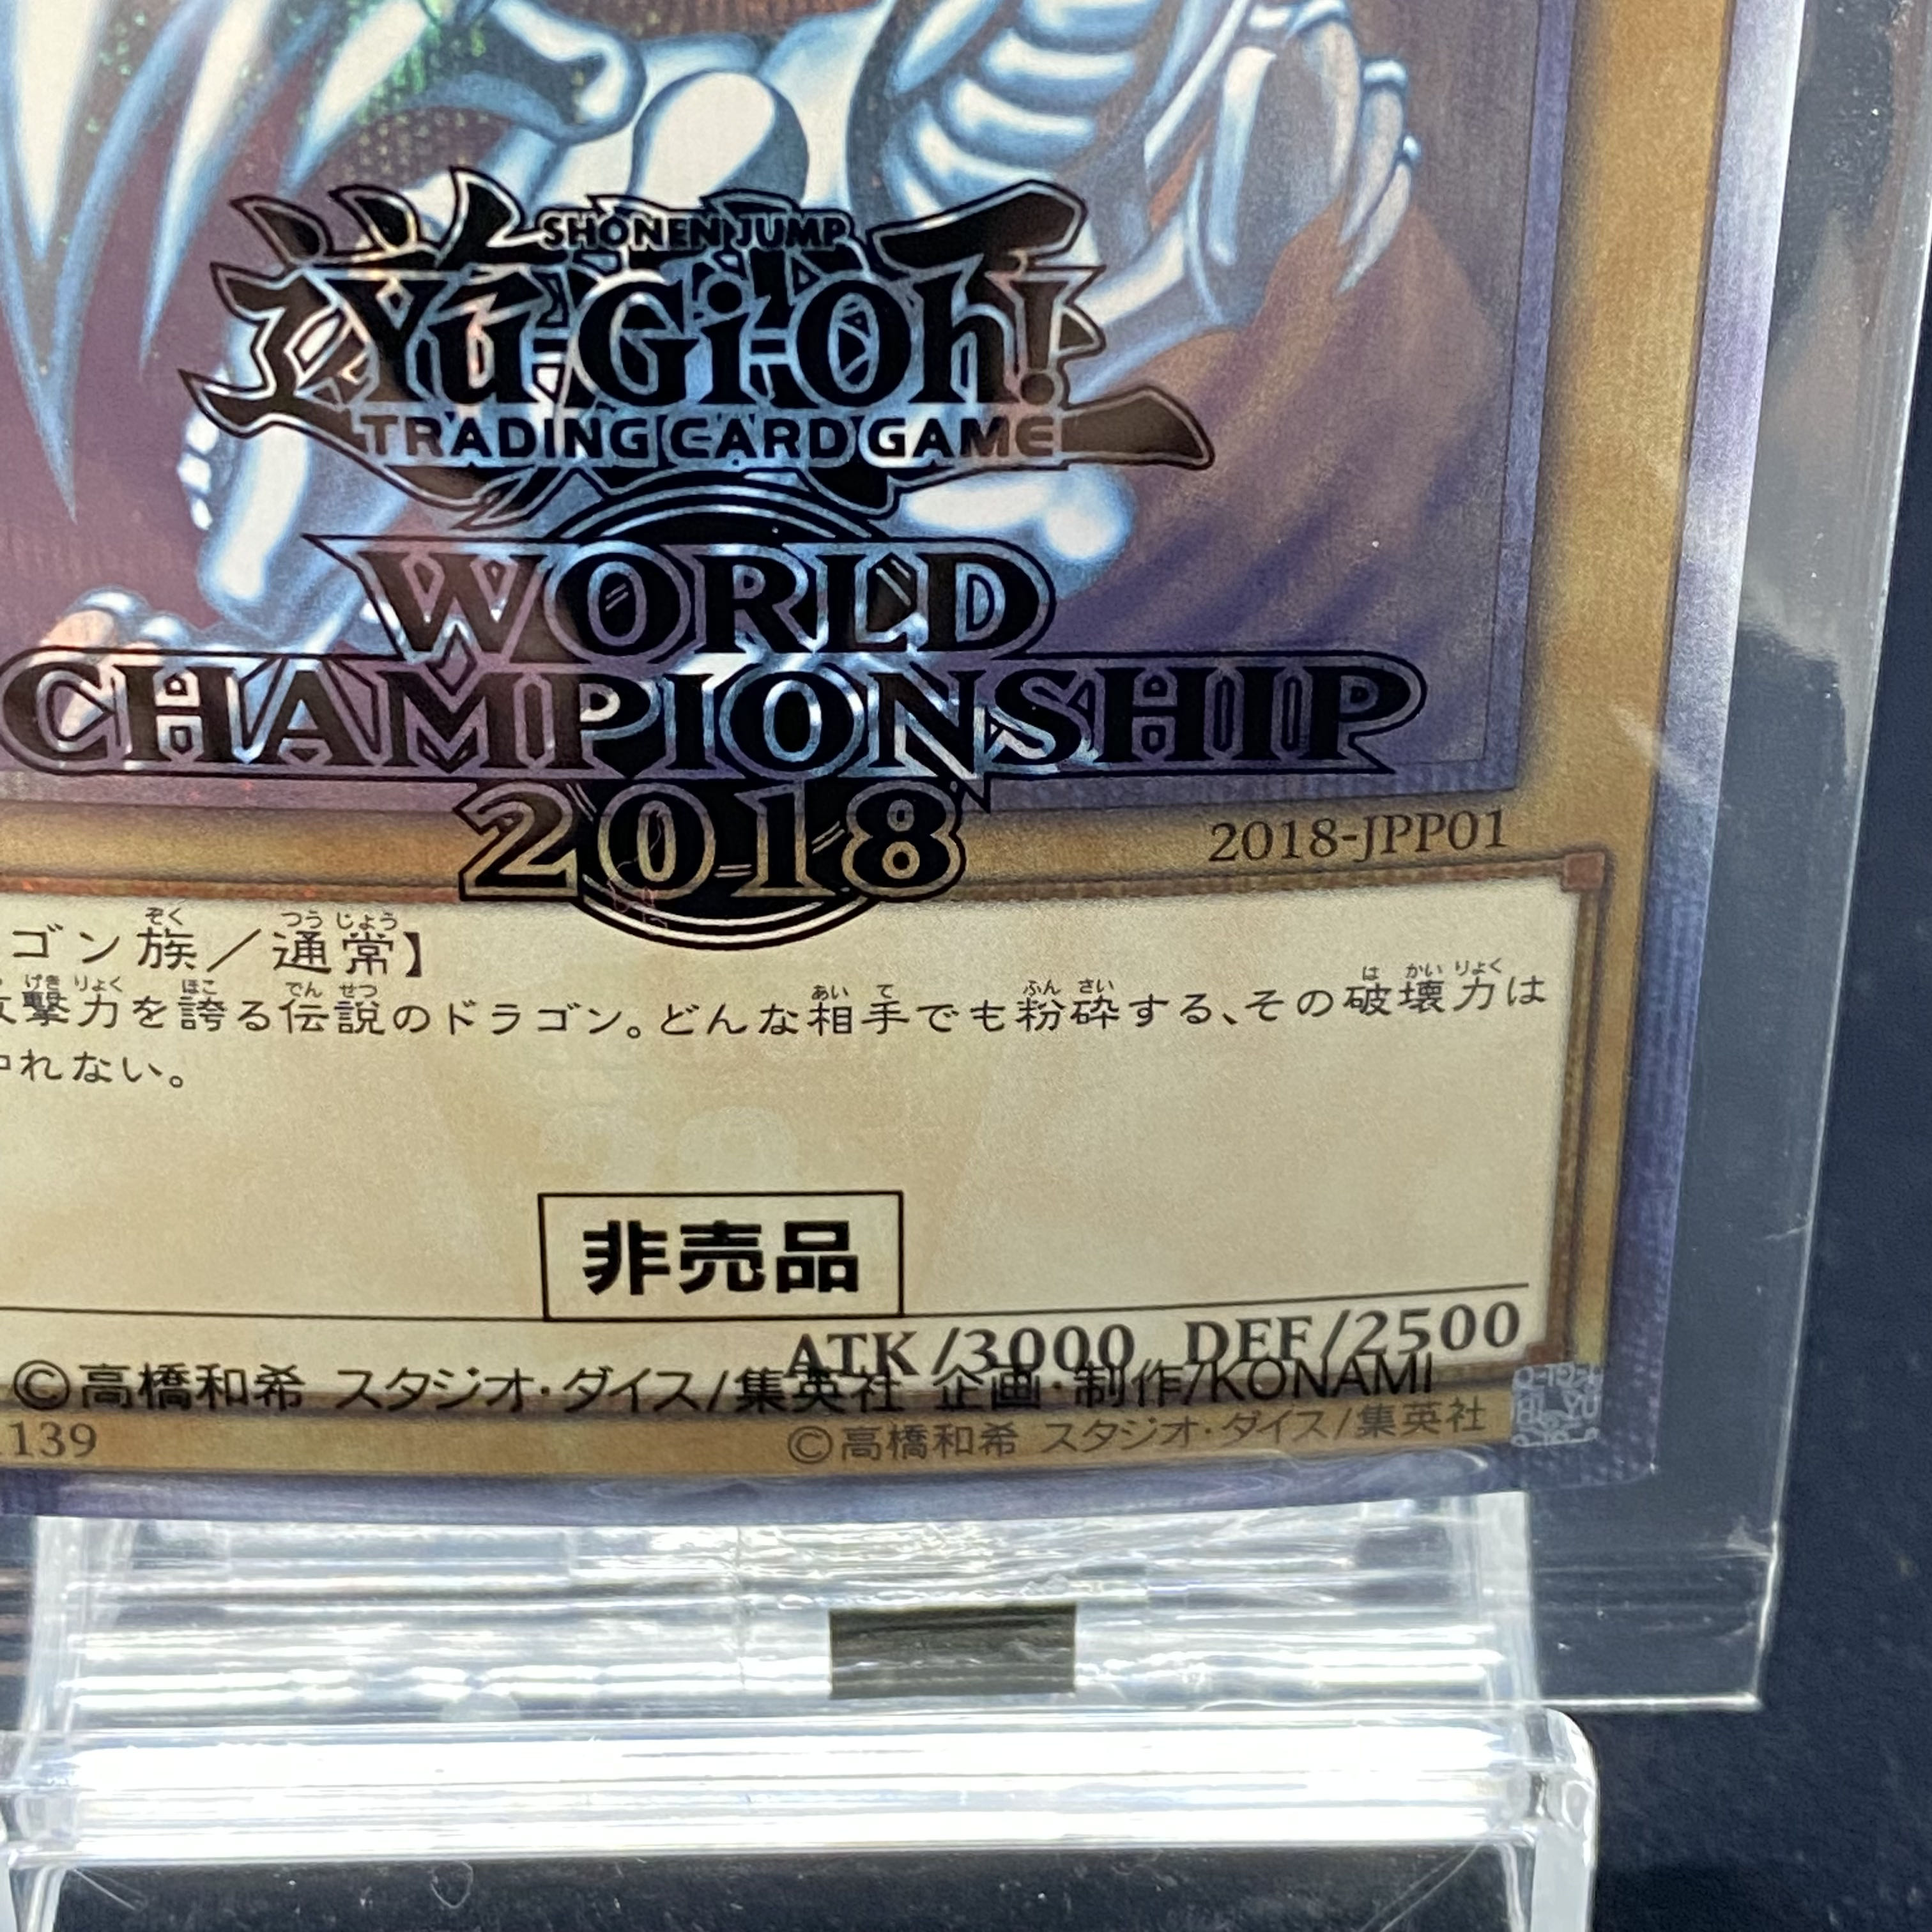 SHONEN JUMP
Yu-Gi-Oh!
TRADING CARD GAME
WORLD
CHAMPIONSHIP
2018
2018-JPP01
ゴン族／通常】
撃力を誇る伝説のドラゴン。どんな相手でも粉砕する、その破壊力は
れない。
非売品
ATK/3000 DEF/2500
©高橋和希 スタジオ・ダイス/集英社 企画・制作/KONAMI
139 ©高橋和希 スタジオ・ダイス/集英社